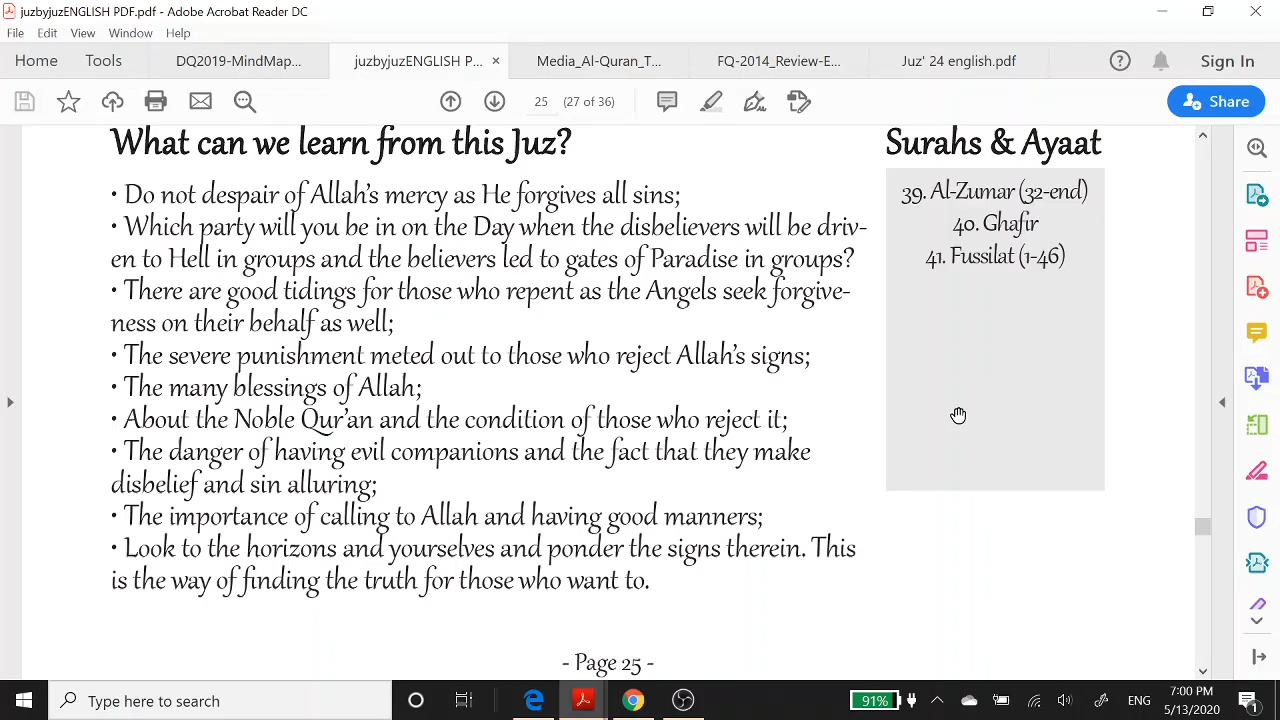 juzbyjuzENGLISH PDF.pdf - Adobe Acrobat Reader DC
File Edit View Window Help
Home Tools DQ2019-MindMap... juzbyjuzENGLISH P... × Media_Al-Quran_T... FQ-2014_Review-E... Juz' 24 english.pdf Sign In
25 (27 of 36) Share
What can we learn from this Juz?
• Do not despair of Allah's mercy as He forgives all sins;
• Which party will you be in on the Day when the disbelievers will be driv-
en to Hell in groups and the believers led to gates of Paradise in groups?
• There are good tidings for those who repent as the Angels seek forgive-
ness on their behalf as well;
• The severe punishment meted out to those who reject Allah's signs;
• The many blessings of Allah;
• About the Noble Qur'an and the condition of those who reject it;
• The danger of having evil companions and the fact that they make
disbelief and sin alluring;
• The importance of calling to Allah and having good manners;
• Look to the horizons and yourselves and ponder the signs therein. This
is the way of finding the truth for those who want to.
Surahs & Ayaat
39. Al-Zumar (32-end)
40. Ghafir
41. Fussilat (1-46)
- Page 25 -
Type here to search 91% ENG 7:00 PM
5/13/2020 1